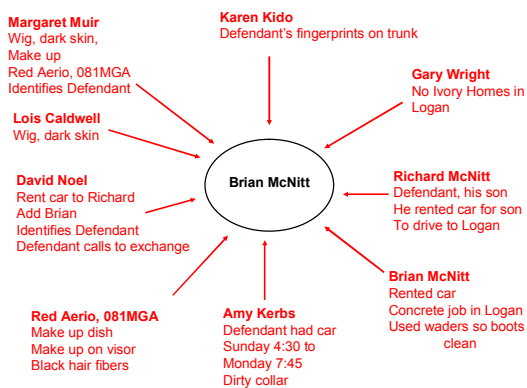 Margaret Muir
Wig, dark skin,
Make up
Red Aerio, 081MGA
Identifies Defendant
Karen Kido
Defendant's fingerprints on trunk
Gary Wright
No Ivory Homes in
Logan
Lois Caldwell
Wig, dark skin
Brian McNitt
David Noel
Rent car to Richard
Add Brian
Identifies Defendant
Defendant calls to exchange
Richard McNitt
Defendant, his son
He rented car for son
To drive to Logan
Red Aerio, 081MGA
Make up dish
Make up on visor
Black hair fibers
Amy Kerbs
Defendant had car
Sunday 4:30 to
Monday 7:45
Dirty collar
Brian McNitt
Rented car
Concrete job in Logan
Used waders so boots
clean